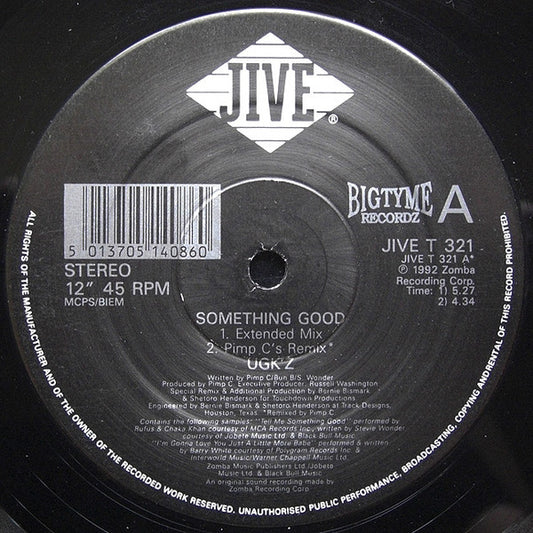 JIVE
®
BIGTYME
RECORDZ
A
JIVE T 321
JIVE T 321 A*
℗ 1992 Zomba
Recording Corp.
Time: 1) 5.27
2) 4.34
5 013705 140860
STEREO
12" 45 RPM
MCPS/BIEM
SOMETHING GOOD
1. Extended Mix
2. Pimp C's Remix*
UGK'Z
Written by Pimp C/Bun B/S. Wonder
Produced by Pimp C. Executive Producer, Russell Washington
Special Remix & Additional Production by Bernie Bismark
& Shetoro Henderson for Touchdown Productions
Engineered by Bernie Bismark & Shetoro Henderson at Track Designs,
Houston, Texas. *Remixed by Pimp C.
Contains the following samples: "Tell Me Something Good" performed by
Rufus & Chaka Khan courtesy of MCA Records Inc., written by Stevie Wonder,
courtesy of Jobete Music Ltd. & Black Bull Music
"I'm Gonna Love You Just A Little More Babe" performed & written
by Barry White courtesy of Polygram Records Inc. &
Interworld Music/Warner Chappell Music Ltd.
Zomba Music Publishers Ltd/Jobete
Music Ltd. & Black Bull Music
An original sound recording made by
Zomba Recording Corp
ALL RIGHTS OF THE MANUFACTURER AND OF THE OWNER OF THE RECORDED WORK RESERVED. UNAUTHORISED PUBLIC PERFORMANCE, BROADCASTING, COPYING AND RENTAL OF THIS RECORD PROHIBITED.